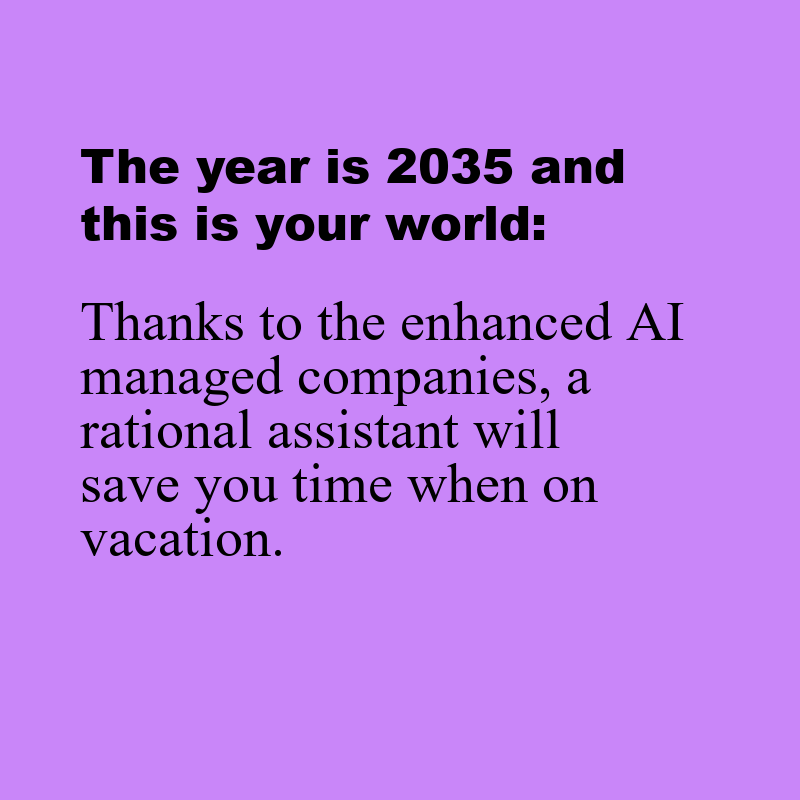 The year is 2035 and
this is your world:
Thanks to the enhanced AI
managed companies, a
rational assistant will
save you time when on
vacation.